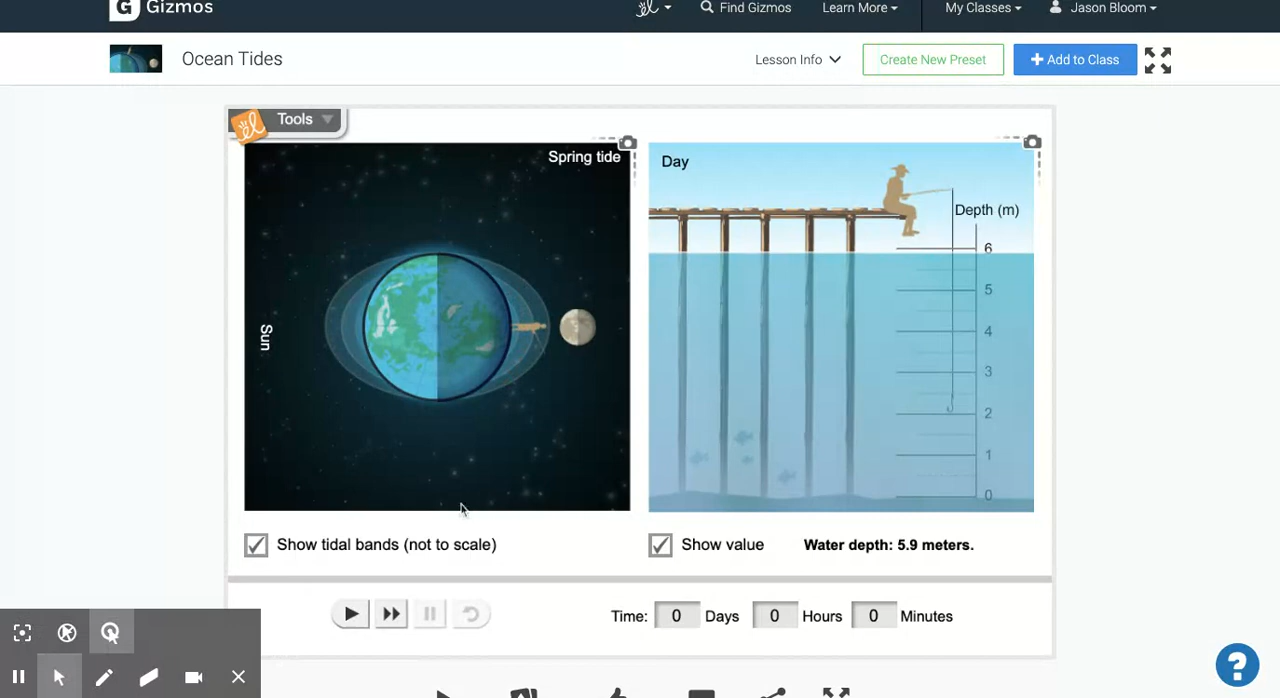 G Gizmos
Find Gizmos
Learn More
My Classes
Jason Bloom
Ocean Tides
Lesson Info
Create New Preset
+ Add to Class
Tools
Spring tide
Sun
Day
Depth (m)
6
5
4
3
2
1
0
Show tidal bands (not to scale)
Show value
Water depth: 5.9 meters.
Time: 0 Days 0 Hours 0 Minutes
?